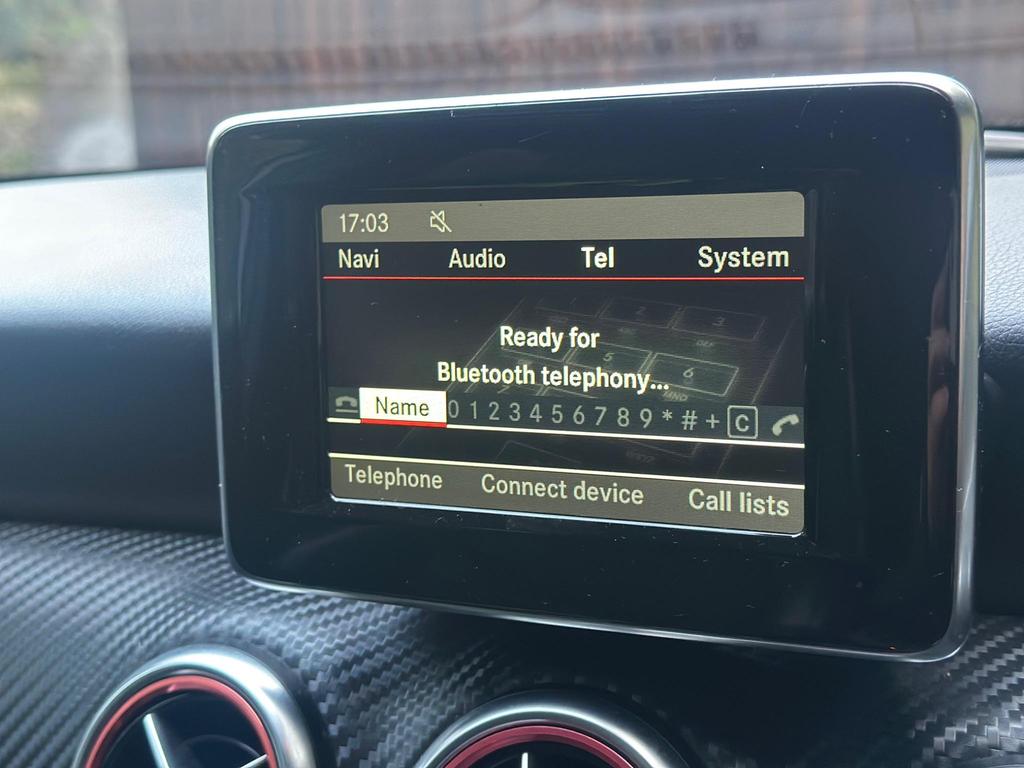 17:03
Navi Audio Tel System
Ready for
Bluetooth telephony...
Name 0 1 2 3 4 5 6 7 8 9 * # + C
Telephone Connect device Call lists